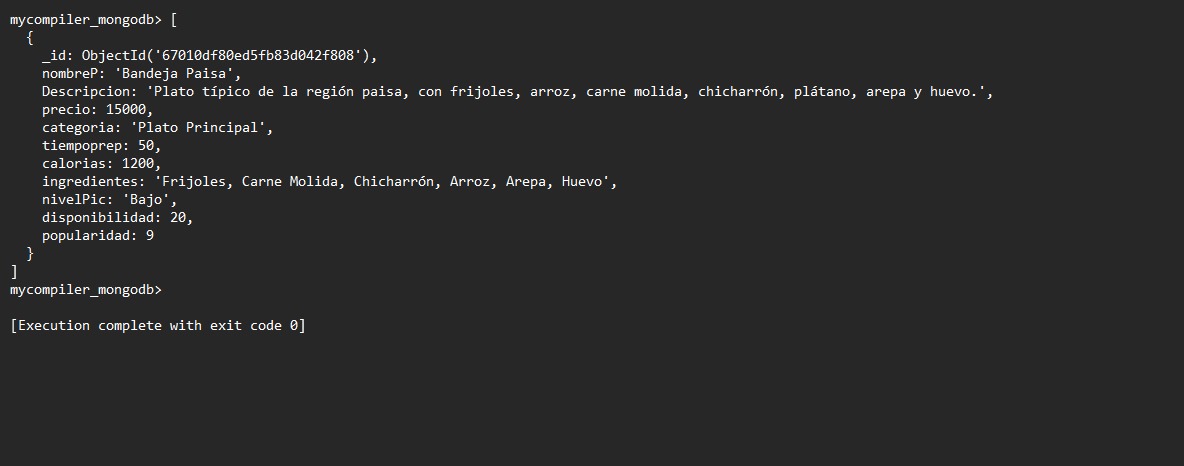 mycompiler_mongodb> [
  {
    _id: ObjectId('67010df80ed5fb83d042f808'),
    nombreP: 'Bandeja Paisa',
    Descripcion: 'Plato típico de la región paisa, con frijoles, arroz, carne molida, chicharrón, plátano, arepa y huevo.',
    precio: 15000,
    categoria: 'Plato Principal',
    tiempoprep: 50,
    calorias: 1200,
    ingredientes: 'Frijoles, Carne Molida, Chicharrón, Arroz, Arepa, Huevo',
    nivelPic: 'Bajo',
    disponibilidad: 20,
    popularidad: 9
  }
]
mycompiler_mongodb>
[Execution complete with exit code 0]